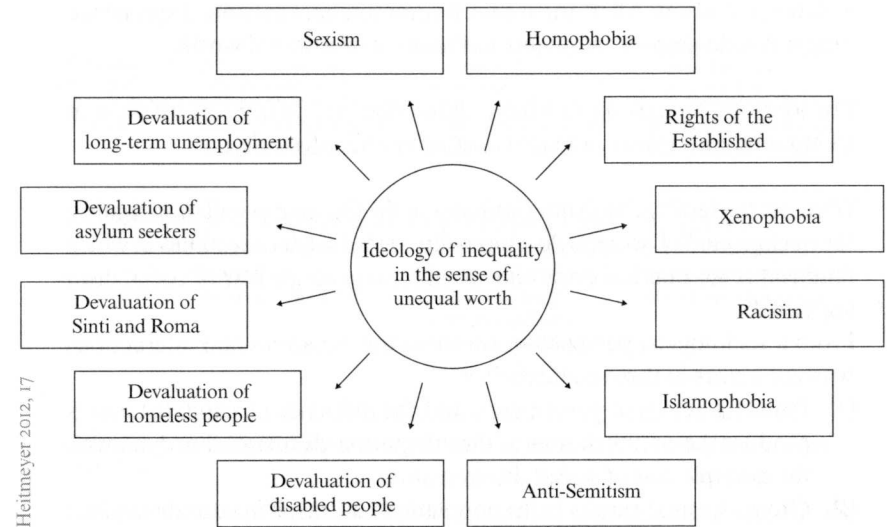 Sexism
Homophobia
Devaluation of
long-term unemployment
Rights of the
Established
Devaluation of
asylum seekers
Xenophobia
Ideology of inequality
in the sense of
unequal worth
Devaluation of
Sinti and Roma
Racisim
Devaluation of
homeless people
Islamophobia
Devaluation of
disabled people
Anti-Semitism
Heitmeyer 2012, 17